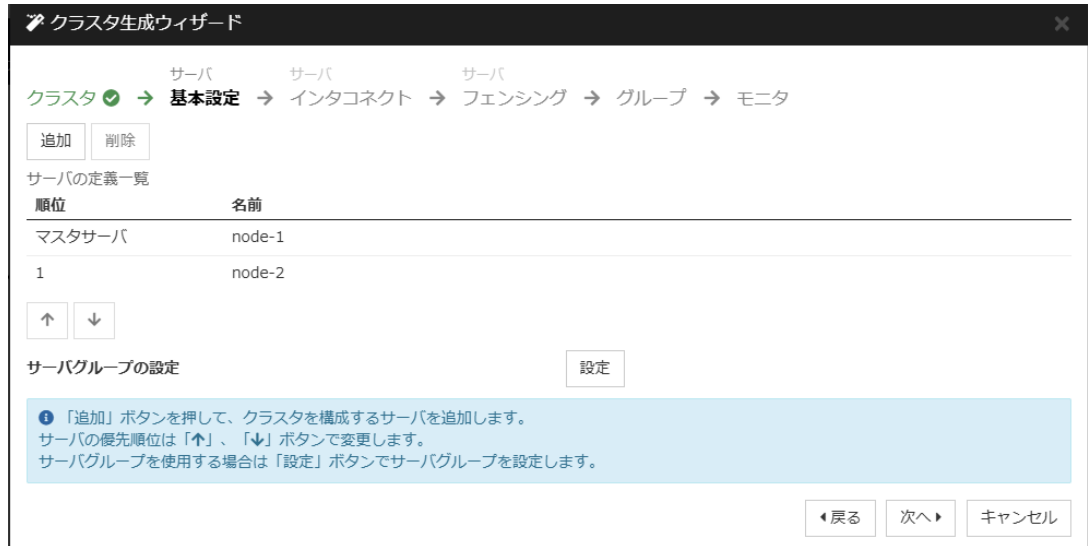 クラスタ生成ウィザード
クラスタ → サーバ 基本設定 → サーバ インタコネクト → サーバ フェンシング → グループ → モニタ
追加 削除
サーバの定義一覧
順位 名前
マスタサーバ node-1
1 node-2
↑ ↓
サーバグループの設定 設定
「追加」ボタンを押して、クラスタを構成するサーバを追加します。
サーバの優先順位は「↑」、「↓」ボタンで変更します。
サーバグループを使用する場合は「設定」ボタンでサーバグループを設定します。
戻る 次へ キャンセル